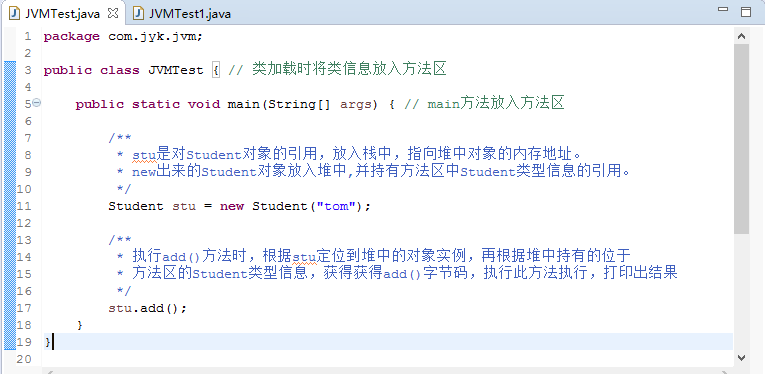 JVMTest.java JVMTest1.java
1 package com.jyk.jvm;
2
3 public class JVMTest { // 类加载时将类信息放入方法区
4
5 public static void main(String[] args) { // main方法放入方法区
6
7 /**
8 * stu是对Student对象的引用，放入栈中，指向堆中对象的内存地址。
9 * new出来的Student对象放入堆中,并持有方法区中Student类型信息的引用。
10 */
11 Student stu = new Student("tom");
12
13 /**
14 * 执行add()方法时，根据stu定位到堆中的对象实例，再根据堆中持有的位于
15 * 方法区的Student类型信息，获得获得add()字节码，执行此方法执行，打印出结果
16 */
17 stu.add();
18 }
19 }
20